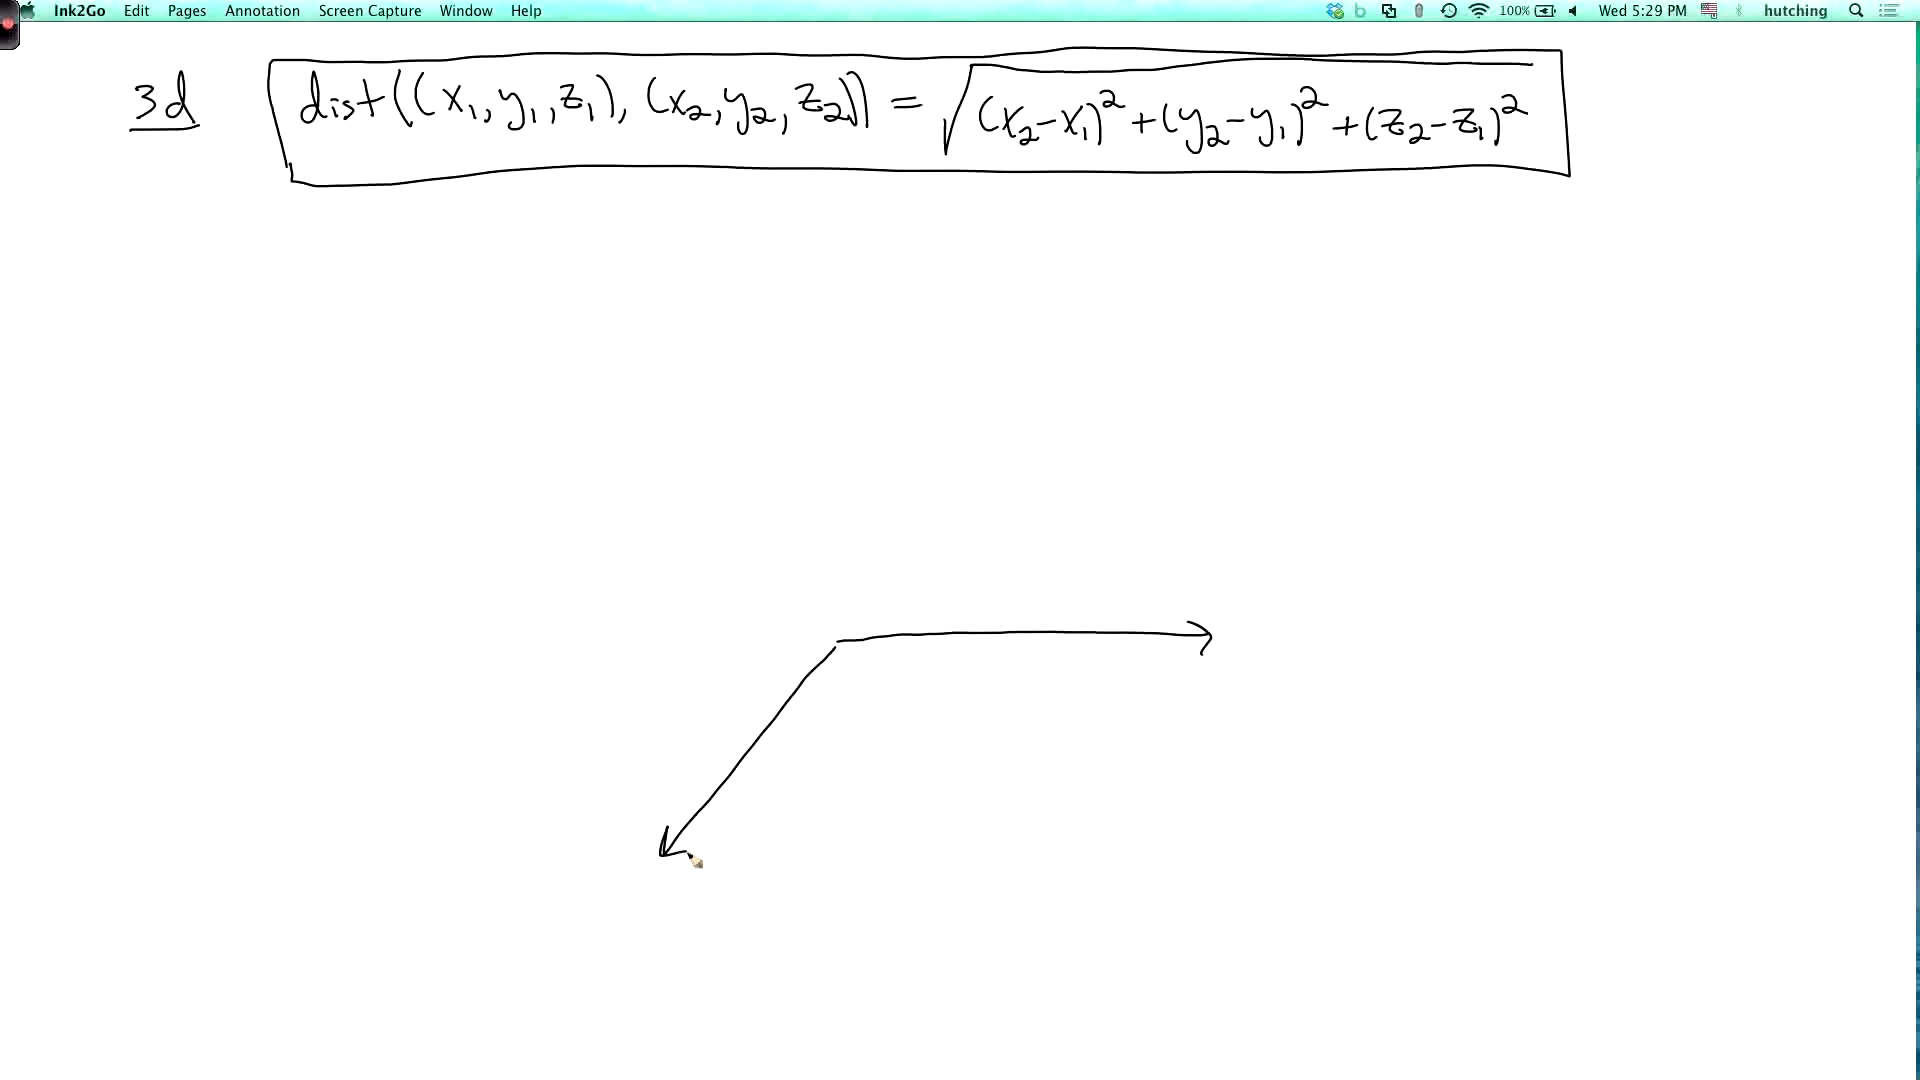 Ink2Go Edit Pages Annotation Screen Capture Window Help 100% Wed 5:29 PM hutching
3d dist((x₁,y₁,z₁), (x₂,y₂,z₂)) = √((x₂-x₁)²+(y₂-y₁)²+(z₂-z₁)²)